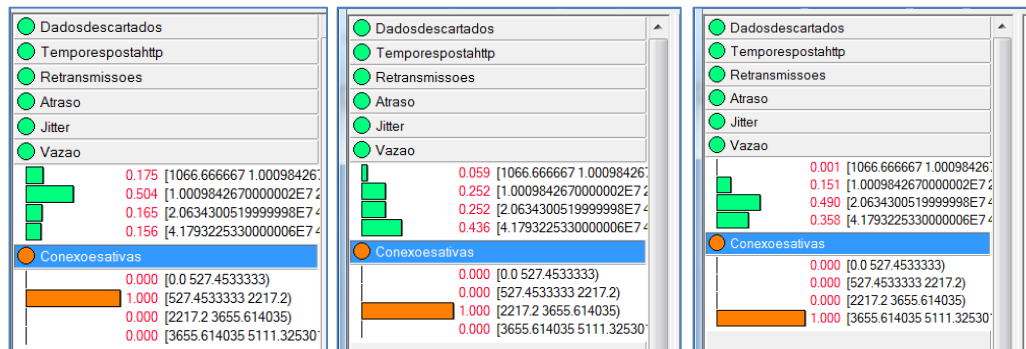 Dadosdescartados
Temporespostahttp
Retransmissoes
Atraso
Jitter
Vazao
0.175 [1066.666667 1.000984267
0.504 [1.0009842670000002E7 2
0.165 [2.0634300519999998E7 4
0.156 [4.1793225330000006E7 4
Conexoesativas
0.000 [0.0 527.4533333)
1.000 [527.4533333 2217.2)
0.000 [2217.2 3655.614035)
0.000 [3655.614035 5111.32530
Dadosdescartados
Temporespostahttp
Retransmissoes
Atraso
Jitter
Vazao
0.059 [1066.666667 1.000984267
0.252 [1.0009842670000002E7 2
0.252 [2.0634300519999998E7 4
0.436 [4.1793225330000006E7 4
Conexoesativas
0.000 [0.0 527.4533333)
0.000 [527.4533333 2217.2)
1.000 [2217.2 3655.614035)
0.000 [3655.614035 5111.32530
Dadosdescartados
Temporespostahttp
Retransmissoes
Atraso
Jitter
Vazao
0.001 [1066.666667 1.00098426
0.151 [1.0009842670000002E7 2
0.490 [2.0634300519999998E7 4
0.358 [4.1793225330000006E7 4
Conexoesativas
0.000 [0.0 527.4533333)
0.000 [527.4533333 2217.2)
0.000 [2217.2 3655.614035)
1.000 [3655.614035 5111.32530